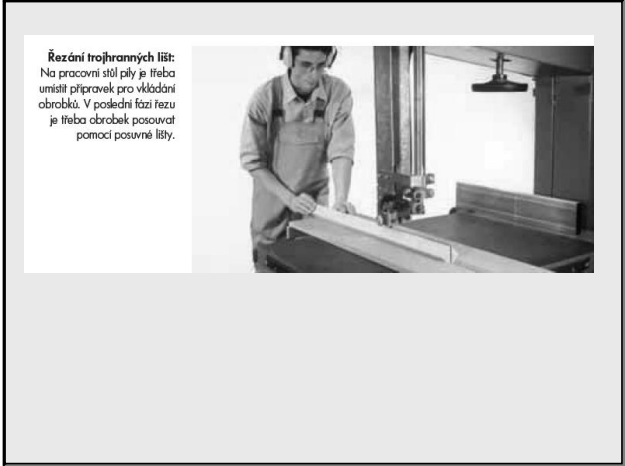 Řezání trojhranných lišt:
Na pracovní stůl pily je třeba
umístit přípravek pro vkládání
obrobků. V poslední fázi řezu
je třeba obrobek posouvat
pomocí posuvné lišty.